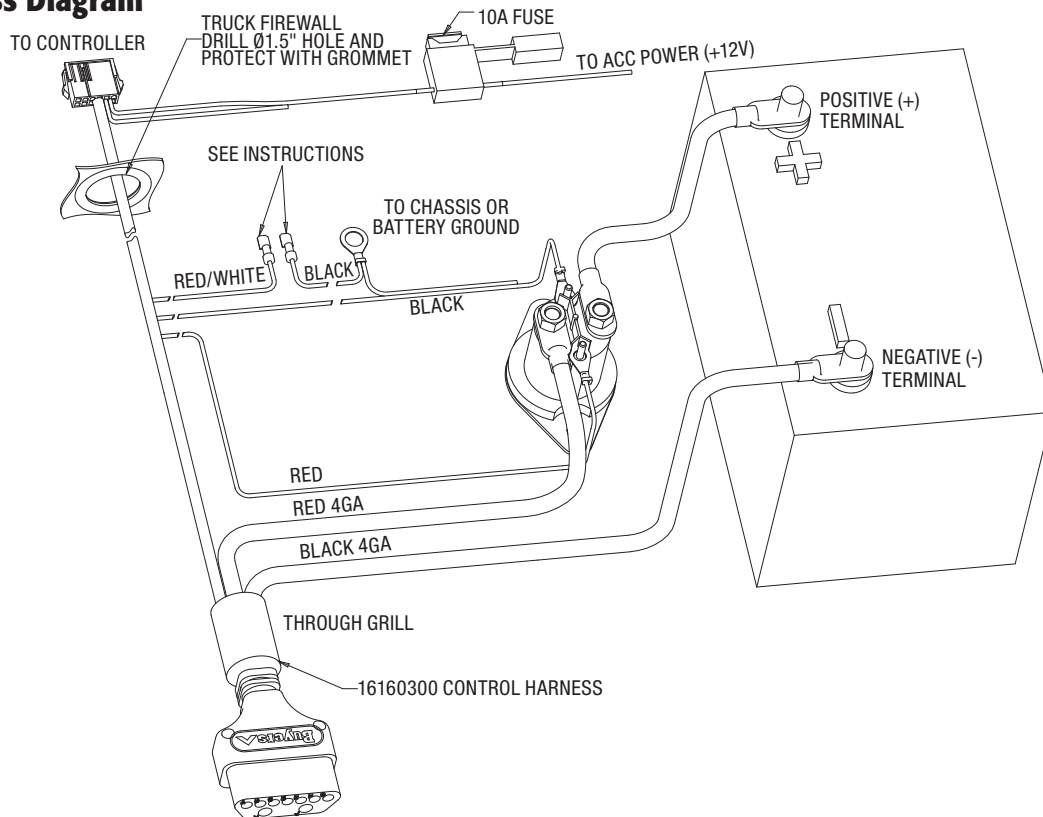 ss Diagram
TO CONTROLLER
TRUCK FIREWALL
DRILL Ø1.5" HOLE AND
PROTECT WITH GROMMET
10A FUSE
TO ACC POWER (+12V)
POSITIVE (+)
TERMINAL
SEE INSTRUCTIONS
TO CHASSIS OR
BATTERY GROUND
RED/WHITE
BLACK
BLACK
NEGATIVE (-)
TERMINAL
RED
RED 4GA
BLACK 4GA
THROUGH GRILL
16160300 CONTROL HARNESS
Buyers